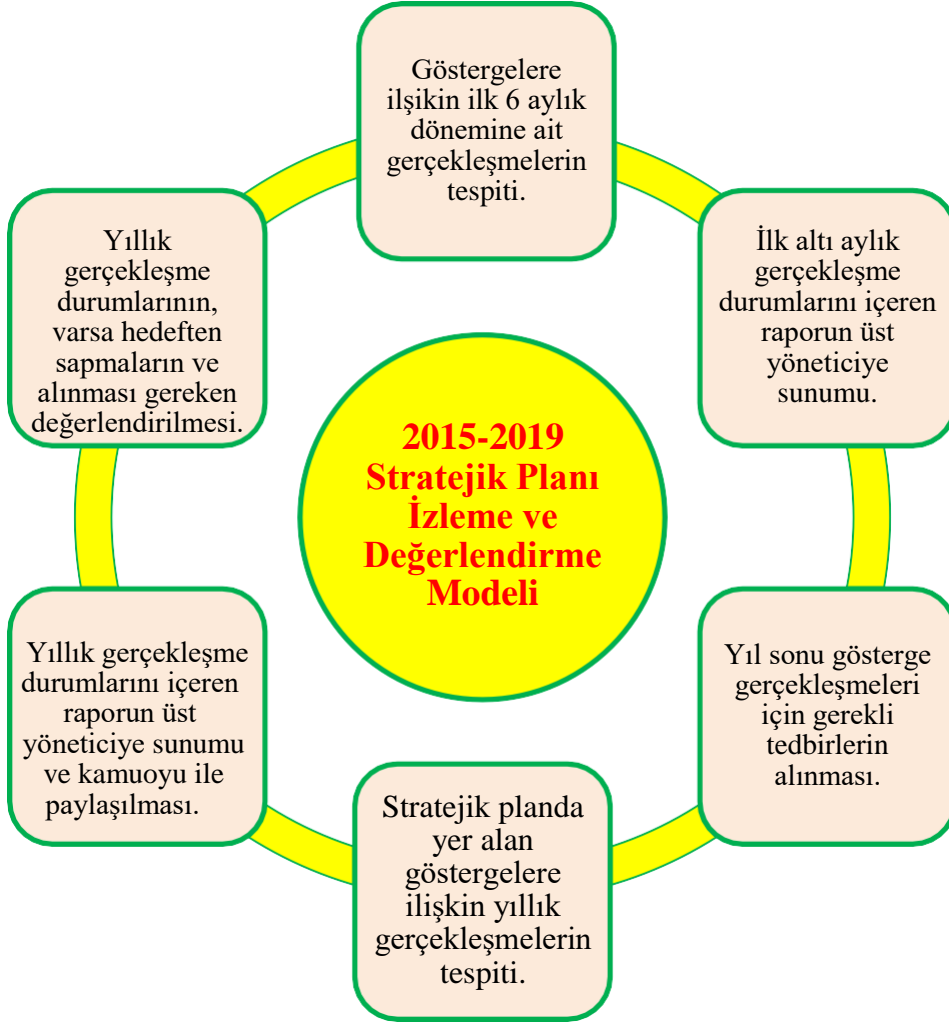 Göstergelere
ilşikin ilk 6 aylık
dönemine ait
gerçekleşmelerin
tespiti.
İlk altı aylık
gerçekleşme
durumlarını içeren
raporun üst
yöneticiye
sunumu.
Yıl sonu gösterge
gerçekleşmeleri
için gerekli
tedbirlerin
alınması.
Stratejik planda
yer alan
göstergelere
ilişkin yıllık
gerçekleşmelerin
tespiti.
Yıllık gerçekleşme
durumlarını içeren
raporun üst
yöneticiye sunumu
ve kamuoyu ile
paylaşılması.
Yıllık
gerçekleşme
durumlarının,
varsa hedeften
sapmaların ve
alınması gereken
değerlendirilmesi.
2015-2019
Stratejik Planı
İzleme ve
Değerlendirme
Modeli